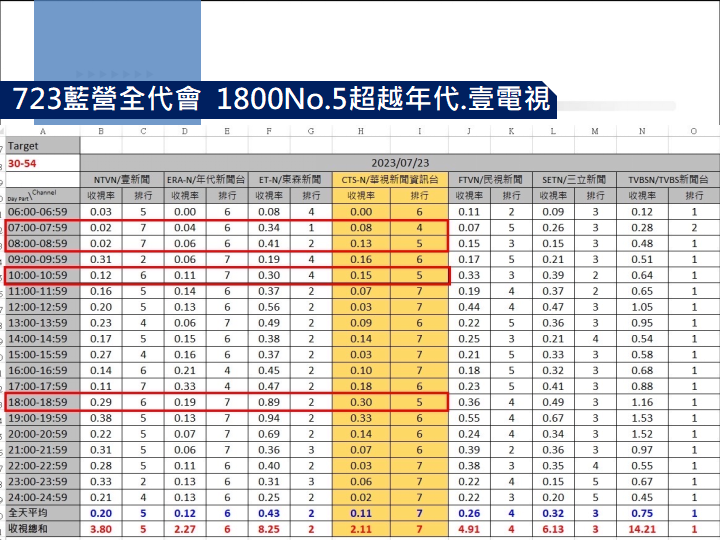 723藍營全代會 1800No.5超越年代.壹電視
A B C D E F G H I J K L M N O
Target
30-54 2023/07/23
NTVN/壹新聞 ERA-N/年代新聞台 ET-N/東森新聞 CTS-N/華視新聞資訊台 FTVN/民視新聞 SETN/三立新聞 TVBSN/TVBS新聞台
Day Part Channel 收視率 排行 收視率 排行 收視率 排行 收視率 排行 收視率 排行 收視率 排行 收視率 排行
06:00-06:59 0.03 5 0.00 6 0.08 4 0.00 6 0.11 2 0.09 3 0.12 1
07:00-07:59 0.02 7 0.04 6 0.34 1 0.08 4 0.07 5 0.26 3 0.28 2
08:00-08:59 0.02 7 0.06 6 0.41 2 0.13 5 0.15 3 0.15 3 0.48 1
09:00-09:59 0.31 2 0.06 7 0.19 4 0.16 6 0.17 5 0.21 3 0.51 1
10:00-10:59 0.12 6 0.11 7 0.30 4 0.15 5 0.33 3 0.39 2 0.64 1
11:00-11:59 0.16 5 0.14 6 0.37 2 0.07 7 0.19 4 0.37 2 0.65 1
12:00-12:59 0.20 5 0.13 6 0.56 2 0.03 7 0.44 4 0.47 3 1.05 1
13:00-13:59 0.23 4 0.06 7 0.49 2 0.09 6 0.22 5 0.36 3 0.95 1
14:00-14:59 0.17 5 0.15 6 0.38 2 0.14 7 0.25 3 0.21 4 0.54 1
15:00-15:59 0.27 4 0.16 6 0.37 2 0.03 7 0.21 5 0.33 3 0.58 1
16:00-16:59 0.14 6 0.21 4 0.45 2 0.10 7 0.18 5 0.32 3 0.68 1
17:00-17:59 0.11 7 0.33 4 0.47 2 0.18 6 0.23 5 0.41 3 0.88 1
18:00-18:59 0.29 6 0.19 7 0.89 2 0.30 5 0.36 4 0.49 3 1.16 1
19:00-19:59 0.38 5 0.13 7 0.94 2 0.33 6 0.55 4 0.67 3 1.53 1
20:00-20:59 0.22 5 0.07 7 0.69 2 0.14 6 0.24 4 0.34 3 1.52 1
21:00-21:59 0.31 5 0.06 7 0.36 3 0.07 6 0.39 2 0.36 3 0.97 1
22:00-22:59 0.28 5 0.11 6 0.40 2 0.03 7 0.38 3 0.35 4 0.55 1
23:00-23:59 0.33 2 0.13 6 0.31 3 0.06 7 0.22 4 0.15 5 0.67 1
24:00-24:59 0.21 4 0.13 6 0.25 2 0.02 7 0.22 3 0.20 5 0.45 1
全天平均 0.20 5 0.12 6 0.43 2 0.11 7 0.26 4 0.32 3 0.75 1
收視總和 3.80 5 2.27 6 8.25 2 2.11 7 4.91 4 6.13 3 14.21 1